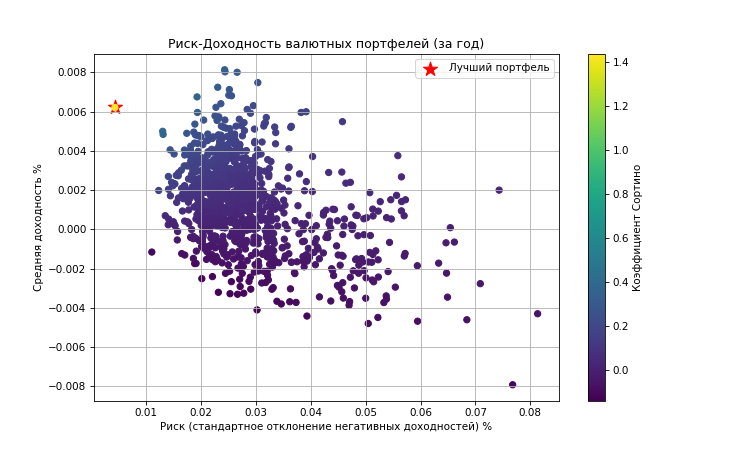 Риск-Доходность валютных портфелей (за год)
Лучший портфель
0.008
0.006
0.004
0.002
0.000
−0.002
−0.004
−0.006
−0.008
Средняя доходность %
0.01 0.02 0.03 0.04 0.05 0.06 0.07 0.08
Риск (стандартное отклонение негативных доходностей) %
1.4
1.2
1.0
0.8
0.6
0.4
0.2
0.0
Коэффициент Сортино